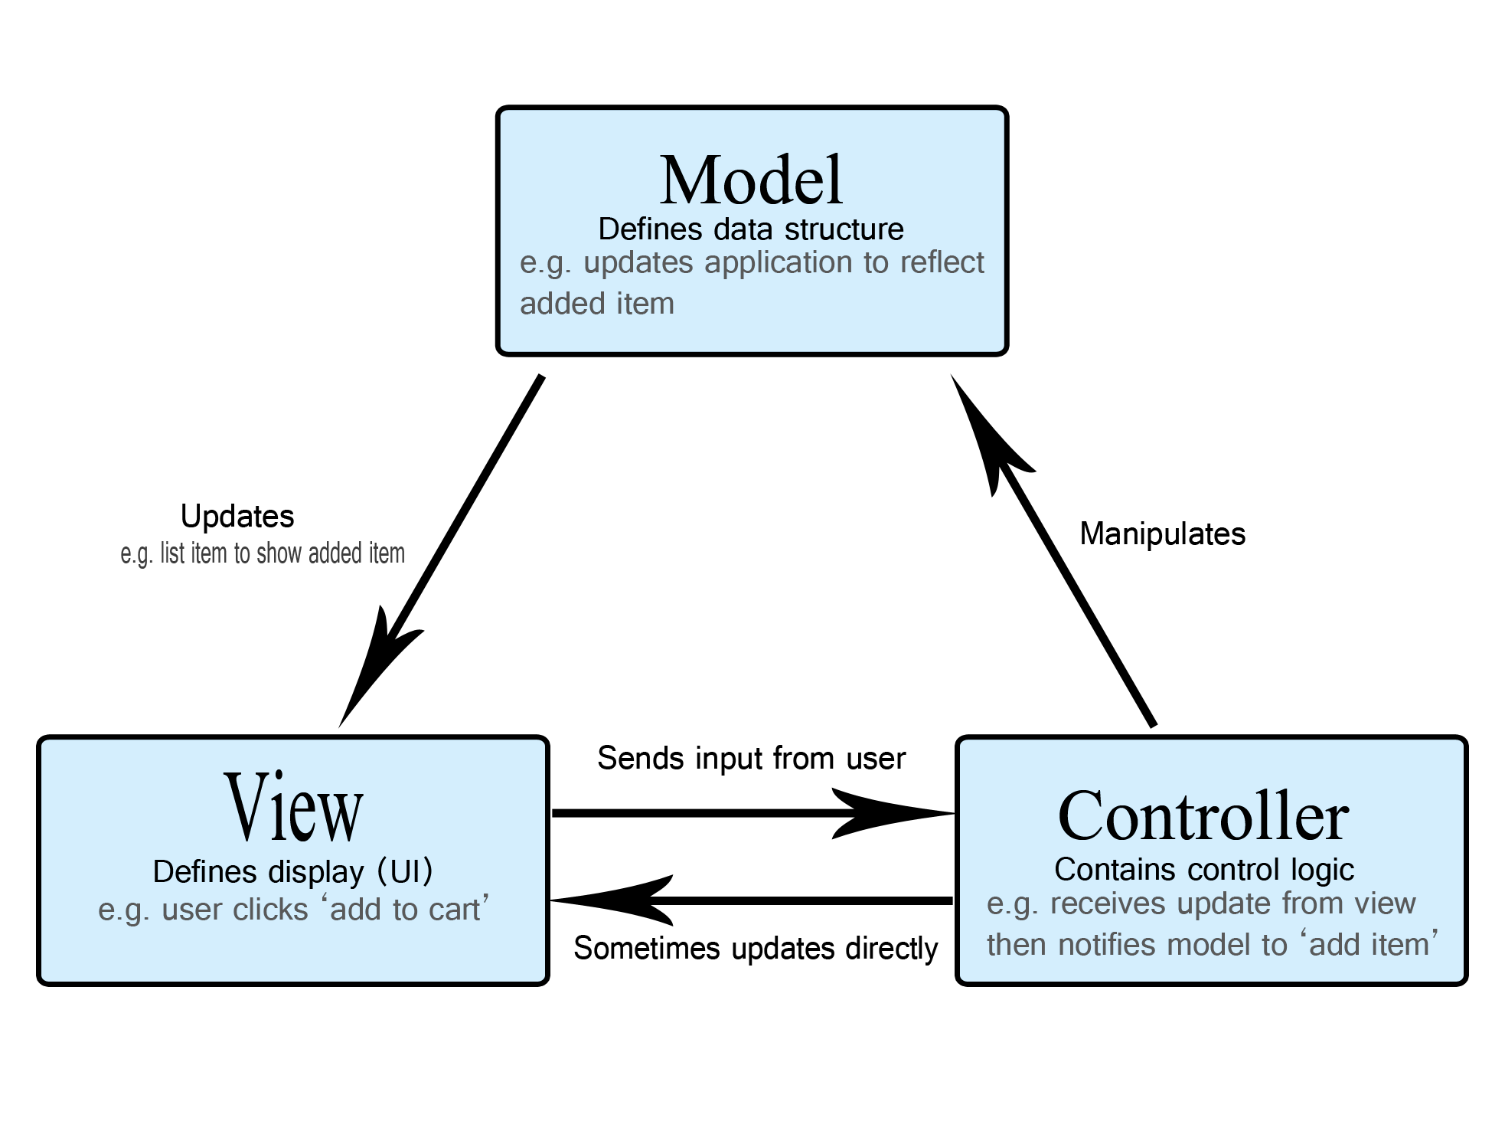 Model
Defines data structure
e.g. updates application to reflect
added item
Updates
e.g. list item to show added item
Manipulates
View
Defines display (UI)
e.g. user clicks ‘add to cart’
Sends input from user
Sometimes updates directly
Controller
Contains control logic
e.g. receives update from view
then notifies model to ‘add item’